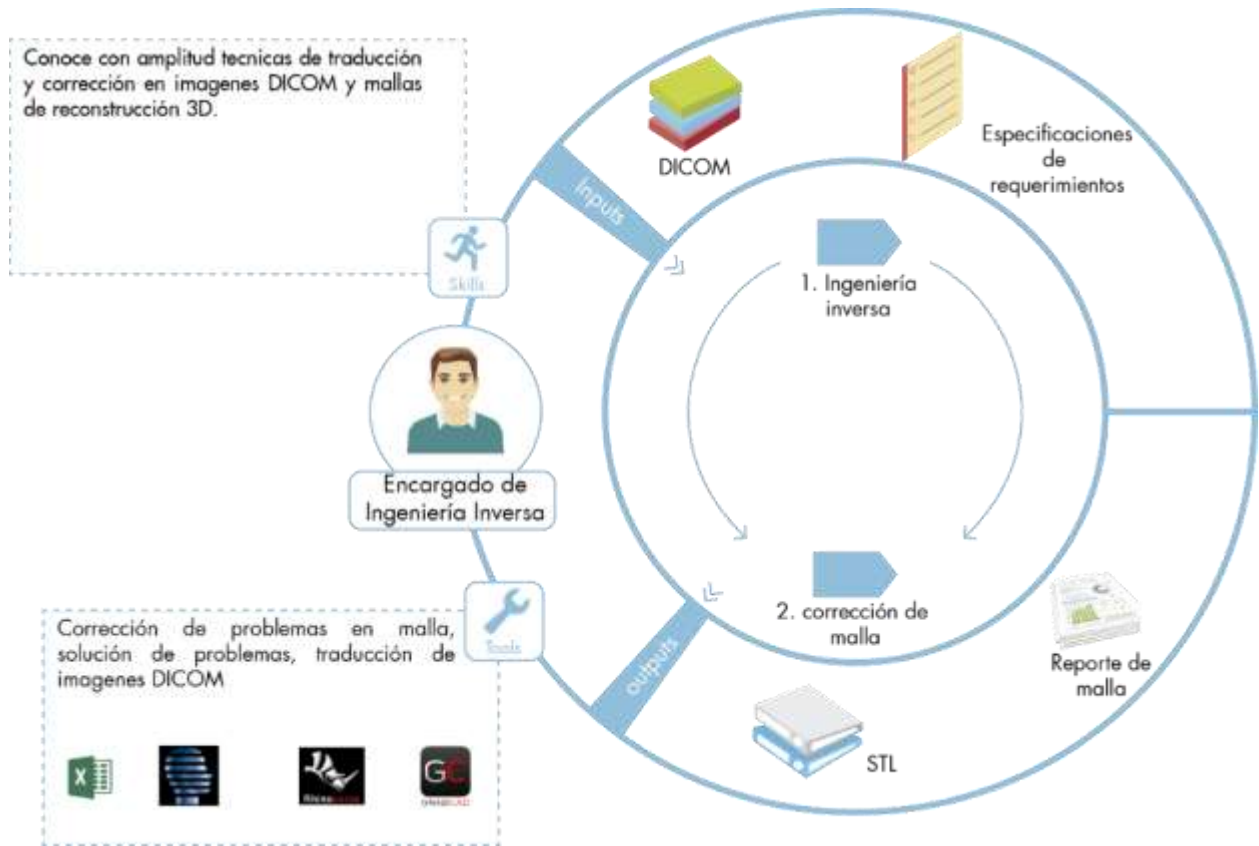 Conoce con amplitud tecnicas de traducción
y corrección en imagenes DICOM y mallas
de reconstrucción 3D.
Skills
Encargado de
Ingeniería Inversa
Tools
Corrección de problemas en malla,
solución de problemas, traducción de
imagenes DICOM
X
GC
Inputs
DICOM
Especificaciones
de
requerimientos
1. Ingeniería
inversa
2. corrección de
malla
outputs
STL
Reporte de
malla